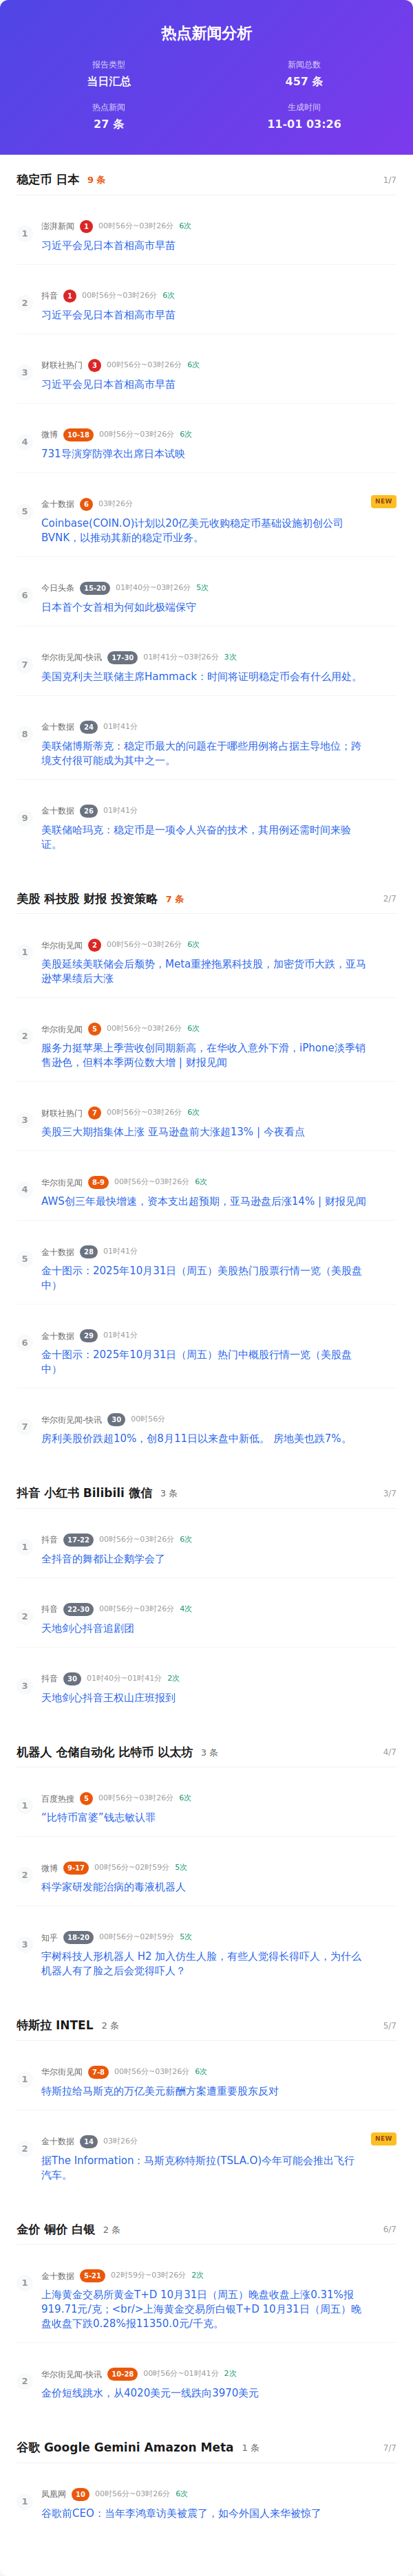 热点新闻分析
报告类型
当日汇总
新闻总数
457 条
热点新闻
27 条
生成时间
11-01 03:26
稳定币 日本 9 条 1/7
1
澎湃新闻 1 00时56分~03时26分 6次
习近平会见日本首相高市早苗
2
抖音 1 00时56分~03时26分 6次
习近平会见日本首相高市早苗
3
财联社热门 3 00时56分~03时26分 6次
习近平会见日本首相高市早苗
4
微博 10-18 00时56分~03时26分 6次
731导演穿防弹衣出席日本试映
5
金十数据 6 03时26分 NEW
Coinbase(COIN.O)计划以20亿美元收购稳定币基础设施初创公司
BVNK，以推动其新的稳定币业务。
6
今日头条 15-20 01时40分~03时26分 5次
日本首个女首相为何如此极端保守
7
华尔街见闻-快讯 17-30 01时41分~03时26分 3次
美国克利夫兰联储主席Hammack：时间将证明稳定币会有什么用处。
8
金十数据 24 01时41分
美联储博斯蒂克：稳定币最大的问题在于哪些用例将占据主导地位；跨
境支付很可能成为其中之一。
9
金十数据 26 01时41分
美联储哈玛克：稳定币是一项令人兴奋的技术，其用例还需时间来验
证。
美股 科技股 财报 投资策略 7 条 2/7
1
华尔街见闻 2 00时56分~03时26分 6次
美股延续美联储会后颓势，Meta重挫拖累科技股，加密货币大跌，亚马
逊苹果绩后大涨
2
华尔街见闻 5 00时56分~03时26分 6次
服务力挺苹果上季营收创同期新高，在华收入意外下滑，iPhone淡季销
售逊色，但料本季两位数大增 | 财报见闻
3
财联社热门 7 00时56分~03时26分 6次
美股三大期指集体上涨 亚马逊盘前大涨超13% | 今夜看点
4
华尔街见闻 8-9 00时56分~03时26分 6次
AWS创三年最快增速，资本支出超预期，亚马逊盘后涨14% | 财报见闻
5
金十数据 28 01时41分
金十图示：2025年10月31日（周五）美股热门股票行情一览（美股盘
中）
6
金十数据 29 01时41分
金十图示：2025年10月31日（周五）热门中概股行情一览（美股盘
中）
7
华尔街见闻-快讯 30 00时56分
房利美股价跌超10%，创8月11日以来盘中新低。 房地美也跌7%。
抖音 小红书 Bilibili 微信 3 条 3/7
1
抖音 17-22 00时56分~03时26分 6次
全抖音的舞都让企鹅学会了
2
抖音 22-30 00时56分~03时26分 4次
天地剑心抖音追剧团
3
抖音 30 01时40分~01时41分 2次
天地剑心抖音王权山庄班报到
机器人 仓储自动化 比特币 以太坊 3 条 4/7
1
百度热搜 5 00时56分~03时26分 6次
“比特币富婆”钱志敏认罪
2
微博 9-17 00时56分~02时59分 5次
科学家研发能治病的毒液机器人
3
知乎 18-20 00时56分~02时59分 5次
宇树科技人形机器人 H2 加入仿生人脸，有些人觉得长得吓人，为什么
机器人有了脸之后会觉得吓人？
特斯拉 INTEL 2 条 5/7
1
华尔街见闻 7-8 00时56分~03时26分 6次
特斯拉给马斯克的万亿美元薪酬方案遭重要股东反对
2
金十数据 14 03时26分 NEW
据The Information：马斯克称特斯拉(TSLA.O)今年可能会推出飞行
汽车。
金价 铜价 白银 2 条 6/7
1
金十数据 5-21 02时59分~03时26分 2次
上海黄金交易所黄金T+D 10月31日（周五）晚盘收盘上涨0.31%报
919.71元/克；<br/>上海黄金交易所白银T+D 10月31日（周五）晚
盘收盘下跌0.28%报11350.0元/千克。
2
华尔街见闻-快讯 10-28 00时56分~01时41分 2次
金价短线跳水，从4020美元一线跌向3970美元
谷歌 Google Gemini Amazon Meta 1 条 7/7
1
凤凰网 10 00时56分~03时26分 6次
谷歌前CEO：当年李鸿章访美被震了，如今外国人来华被惊了